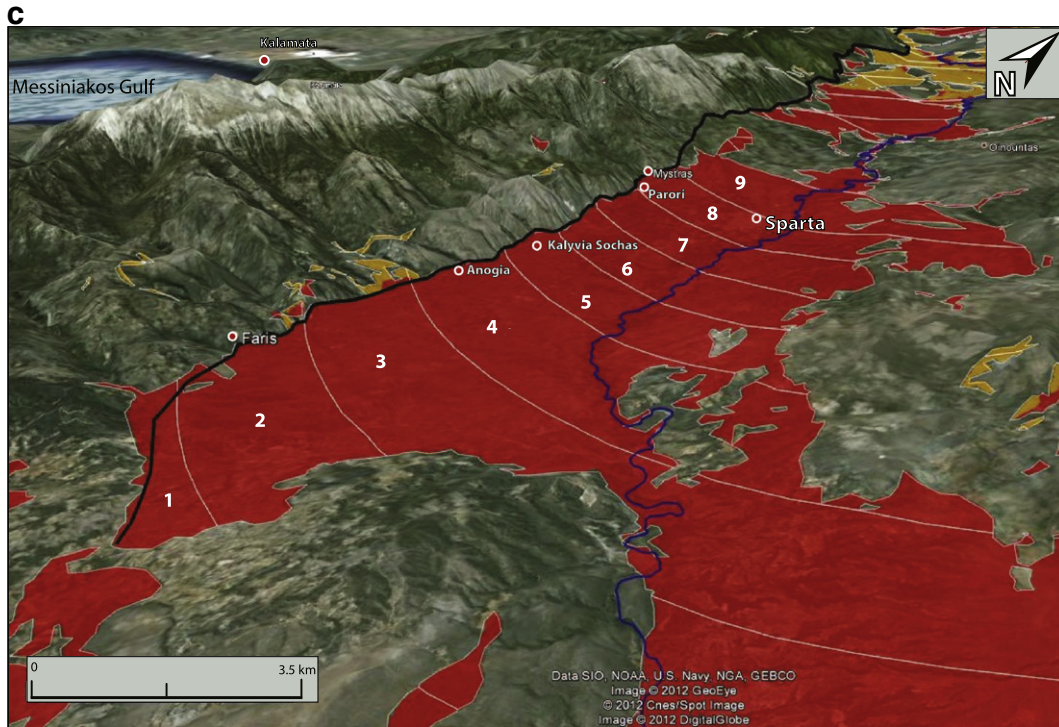 c
Kalamata
Messiniakos Gulf
N
Oinountas
Mystras
Parori
9
8
Sparta
7
Kalyvia Sochas
6
Anogia
5
4
Faris
3
2
1
0
3.5 km
Data SIO, NOAA, U.S. Navy, NGA, GEBCO
Image © 2012 GeoEye
© 2012 Cnes/Spot Image
Image © 2012 DigitalGlobe